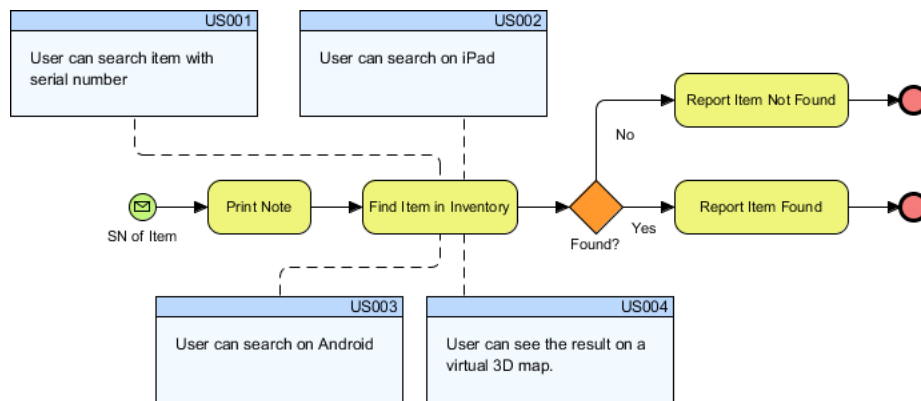 US001
User can search item with
serial number
US002
User can search on iPad
Report Item Not Found
No
SN of Item
Print Note
Find Item in Inventory
Found?
Yes
Report Item Found
US003
User can search on Android
US004
User can see the result on a
virtual 3D map.